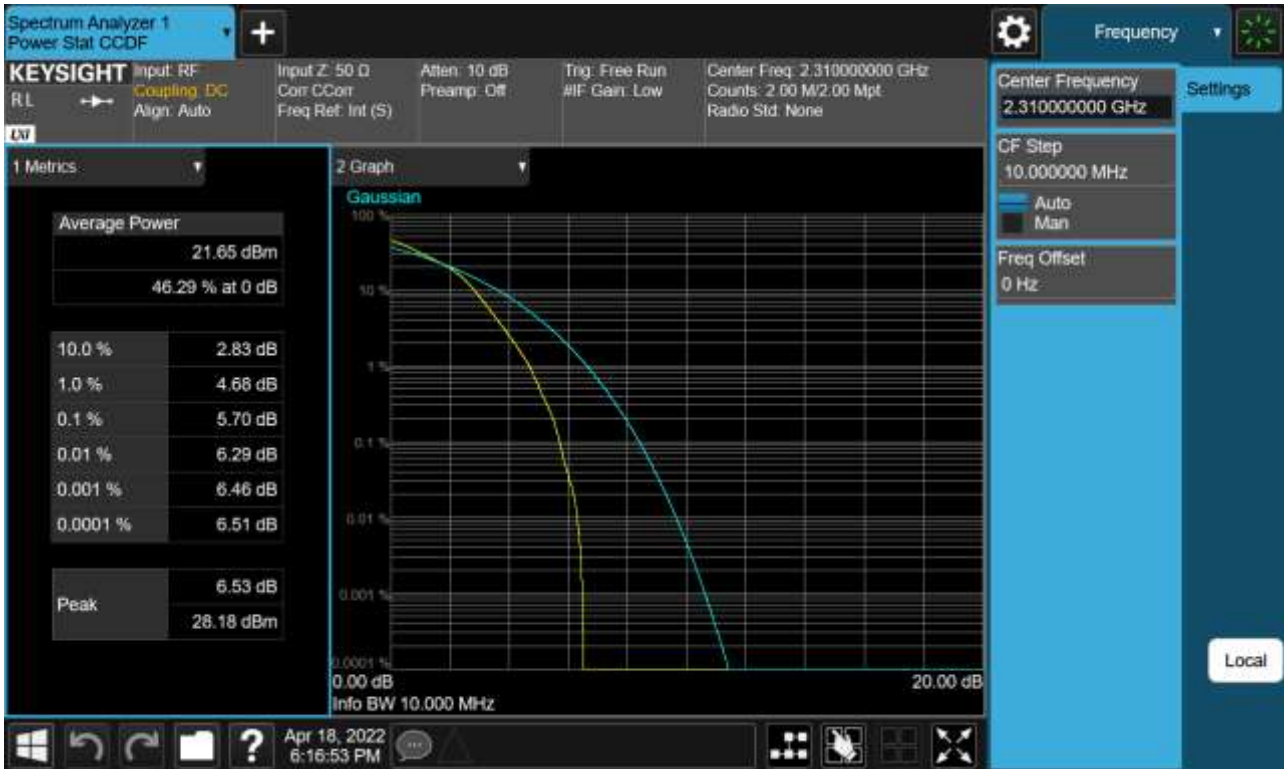 Spectrum Analyzer 1
Power Stat CCDF
+
Frequency
KEYSIGHT
RL
LXI
Input: RF
Coupling: DC
Align: Auto
Input Z: 50 Ω
Corr CCorr
Freq Ref: Int (S)
Atten: 10 dB
Preamp: Off
Trig: Free Run
#IF Gain: Low
Center Freq: 2.310000000 GHz
Counts: 2.00 M/2.00 Mpt
Radio Std: None
Center Frequency
2.310000000 GHz
Settings
CF Step
10.000000 MHz
Auto
Man
Freq Offset
0 Hz
1 Metrics
Average Power
21.65 dBm
46.29 % at 0 dB
10.0 % 2.83 dB
1.0 % 4.68 dB
0.1 % 5.70 dB
0.01 % 6.29 dB
0.001 % 6.46 dB
0.0001 % 6.51 dB
Peak
6.53 dB
28.18 dBm
2 Graph
Gaussian
100 %
10 %
1 %
0.1 %
0.01 %
0.001 %
0.0001 %
0.00 dB 20.00 dB
Info BW 10.000 MHz
Local
?
Apr 18, 2022
6:16:53 PM